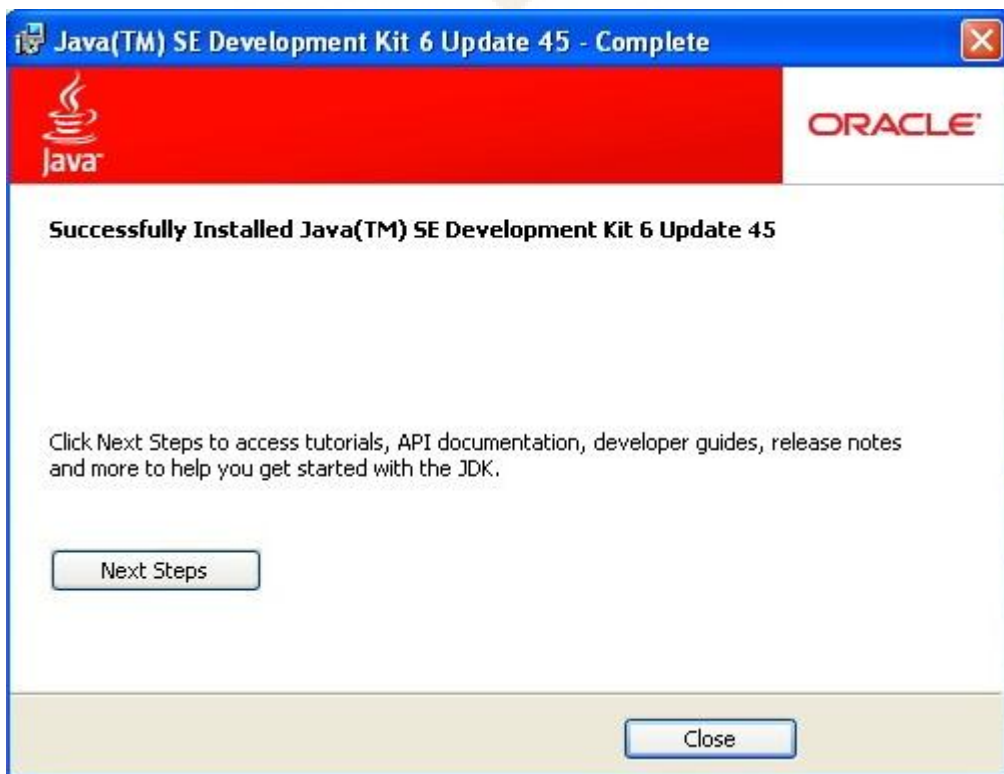 Java(TM) SE Development Kit 6 Update 45 - Complete
Java™
ORACLE®
Successfully Installed Java(TM) SE Development Kit 6 Update 45
Click Next Steps to access tutorials, API documentation, developer guides, release notes
and more to help you get started with the JDK.
Next Steps
Close